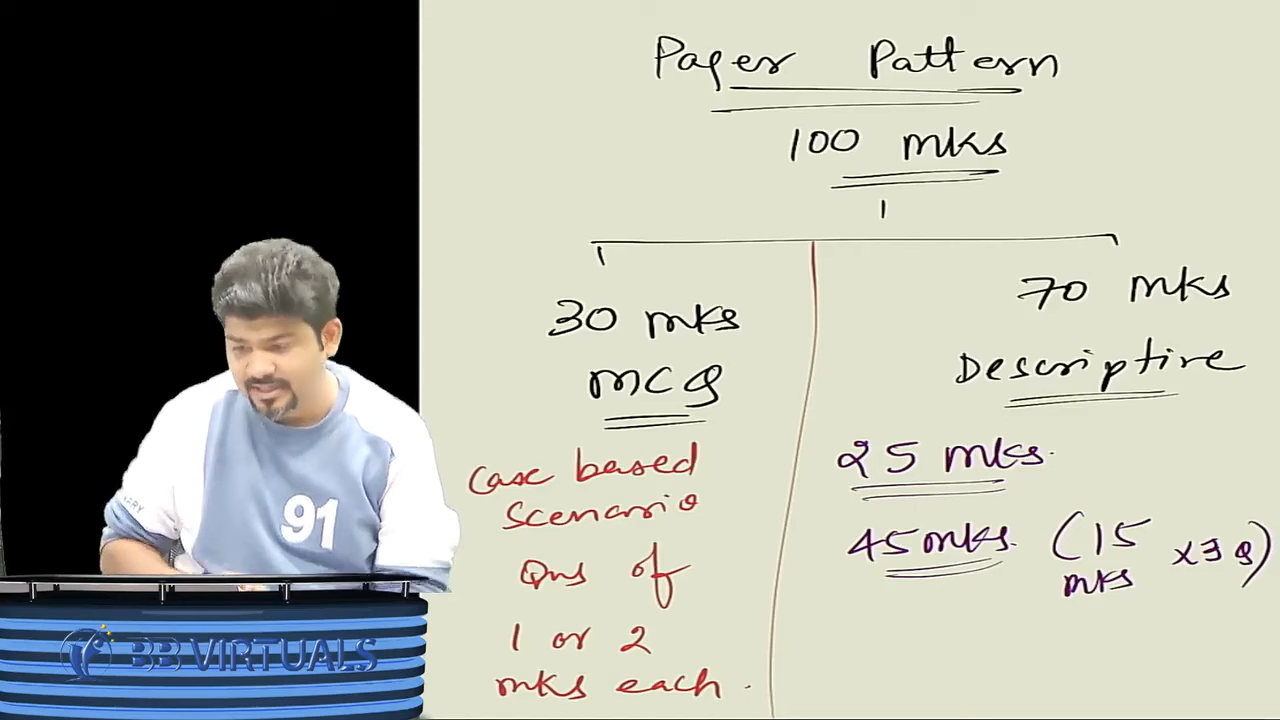 Paper Pattern
100 mks
30 mks
MCQ
case based
scenario
Qns of
1 or 2
mks each.
70 mks
Descriptive
25 mks.
45 mks. (15 mks x3 Q)
91
BB VIRTUALS